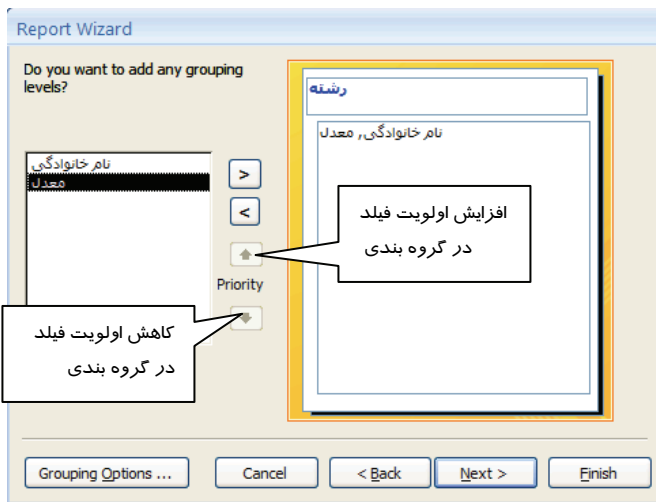 Report Wizard
Do you want to add any grouping
levels?
نام خانوادگی
معدل
>
<
Priority
رشته
نام خانوادگی, معدل
افزایش اولویت فیلد
در گروه بندی
کاهش اولویت فیلد
در گروه بندی
Grouping Options ...
Cancel
< Back
Next >
Finish